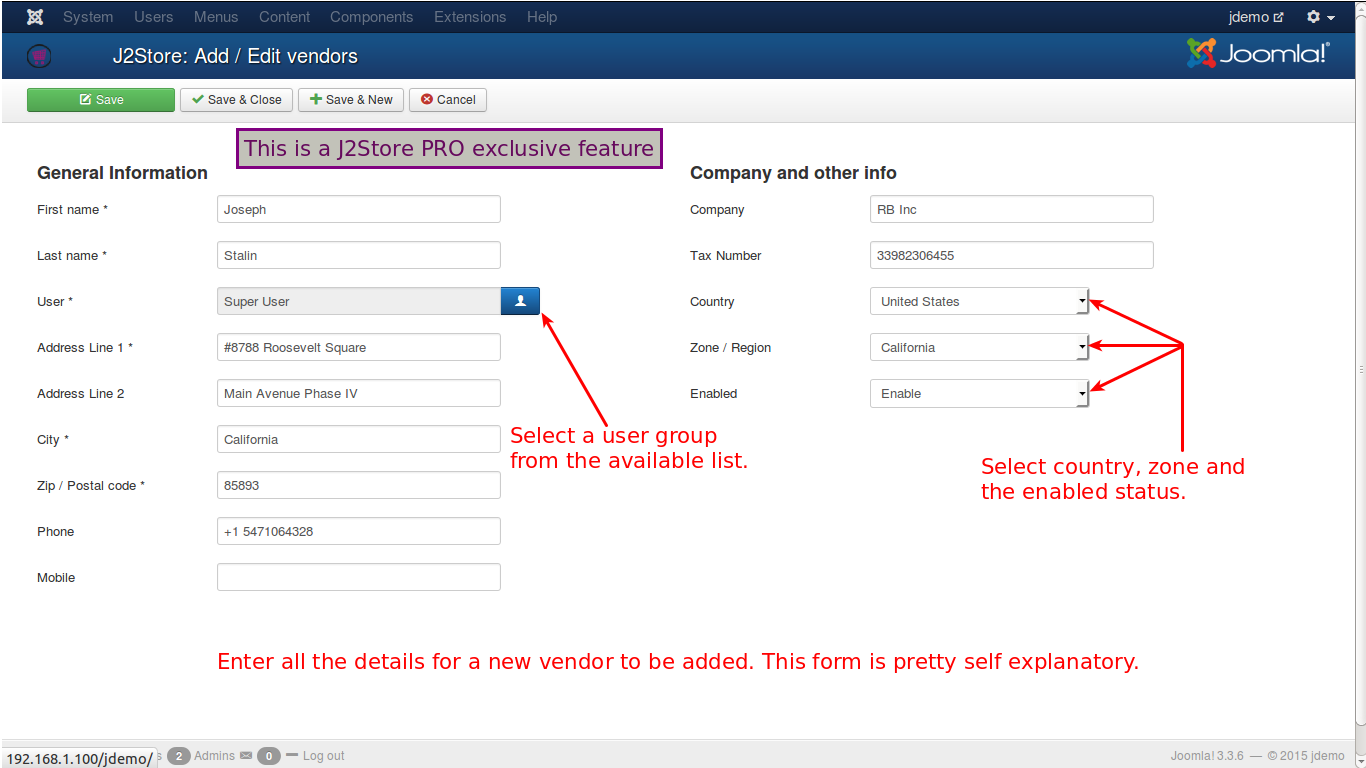 System Users Menus Content Components Extensions Help jdemo
J2Store: Add / Edit vendors Joomla!®
Save Save & Close Save & New Cancel
This is a J2Store PRO exclusive feature
General Information
First name * Joseph
Last name * Stalin
User * Super User
Address Line 1 * #8788 Roosevelt Square
Address Line 2 Main Avenue Phase IV
City * California
Zip / Postal code * 85893
Phone +1 5471064328
Mobile
Select a user group
from the available list.
Company and other info
Company RB Inc
Tax Number 33982306455
Country United States
Zone / Region California
Enabled Enable
Select country, zone and
the enabled status.
Enter all the details for a new vendor to be added. This form is pretty self explanatory.
192.168.1.100/jdemo/ s 2 Admins 0 Log out Joomla! 3.3.6 — © 2015 jdemo